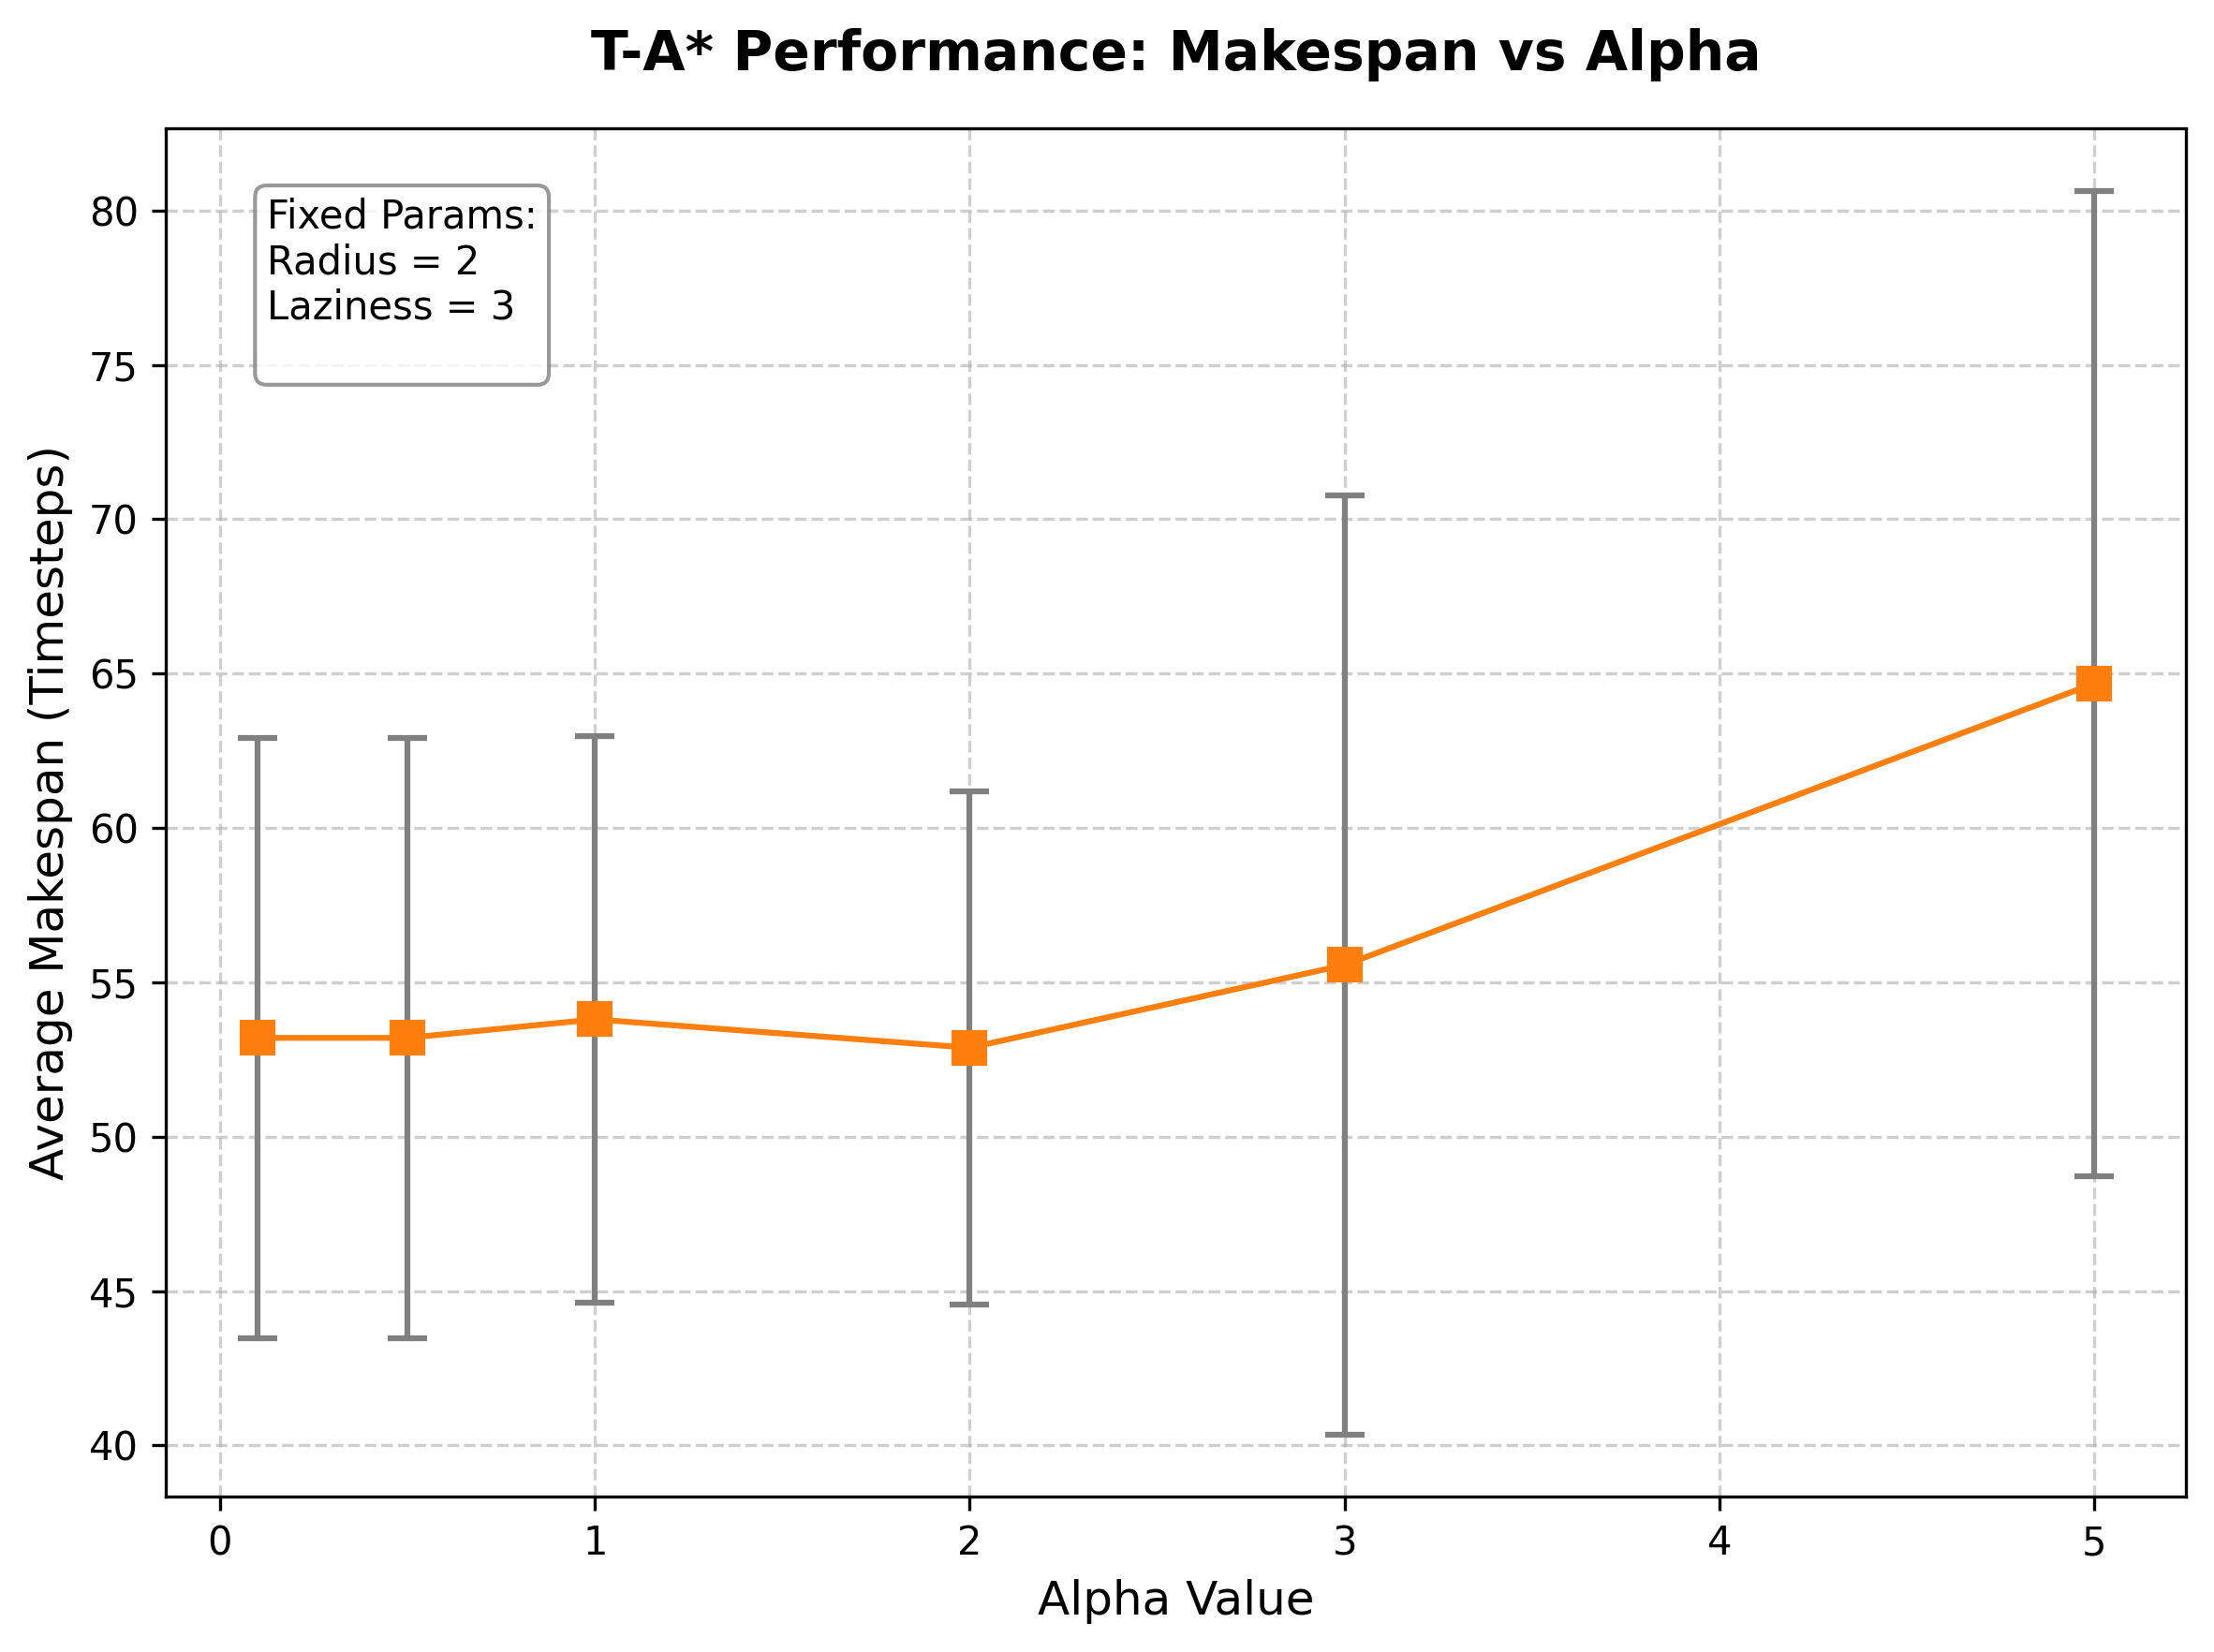 T-A* Performance: Makespan vs Alpha
Fixed Params:
Radius = 2
Laziness = 3
Average Makespan (Timesteps)
80
75
70
65
60
55
50
45
40
0 1 2 3 4 5
Alpha Value